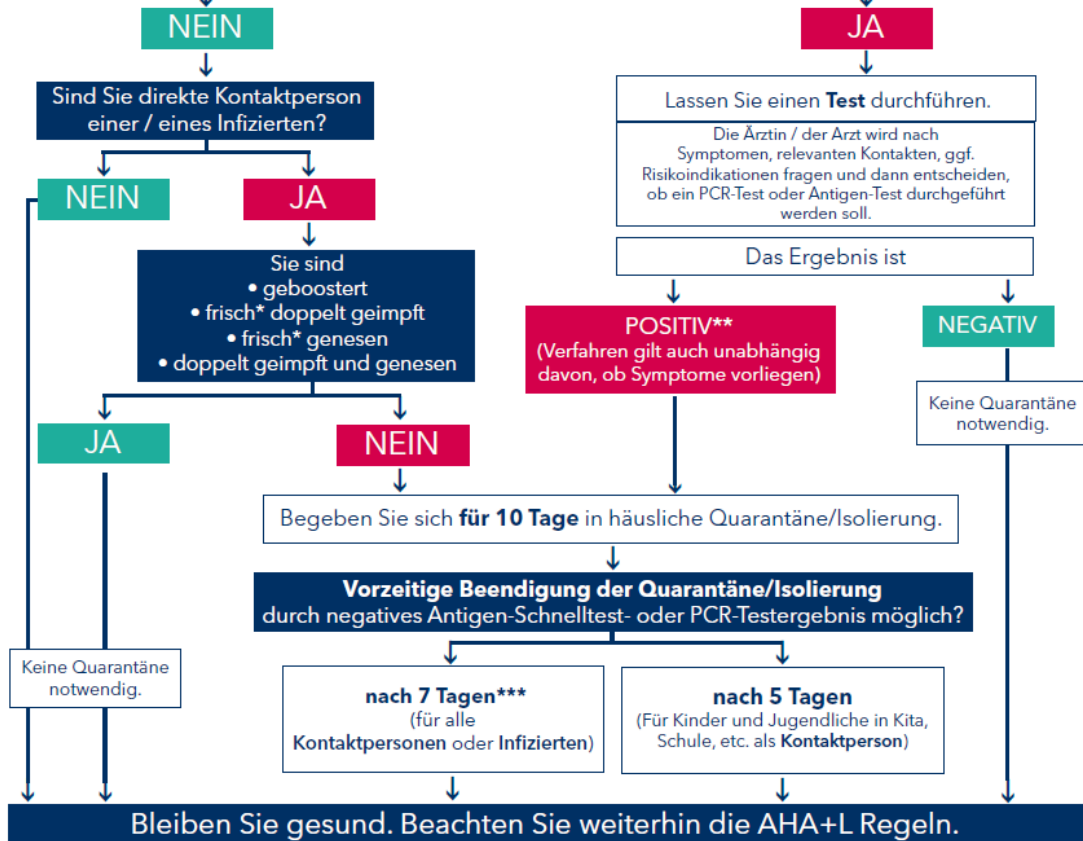 NEIN
JA
Sind Sie direkte Kontaktperson
einer / eines Infizierten?
Lassen Sie einen Test durchführen.
Die Ärztin / der Arzt wird nach
Symptomen, relevanten Kontakten, ggf.
Risikoindikationen fragen und dann entscheiden,
ob ein PCR-Test oder Antigen-Test durchgeführt
werden soll.
NEIN
JA
Das Ergebnis ist
Sie sind
• geboostert
• frisch* doppelt geimpft
• frisch* genesen
• doppelt geimpft und genesen
POSITIV**
(Verfahren gilt auch unabhängig
davon, ob Symptome vorliegen)
NEGATIV
Keine Quarantäne
notwendig.
JA
NEIN
Begeben Sie sich für 10 Tage in häusliche Quarantäne/Isolierung.
Vorzeitige Beendigung der Quarantäne/Isolierung
durch negatives Antigen-Schnelltest- oder PCR-Testergebnis möglich?
Keine Quarantäne
notwendig.
nach 7 Tagen***
(für alle
Kontaktpersonen oder Infizierten)
nach 5 Tagen
(Für Kinder und Jugendliche in Kita,
Schule, etc. als Kontaktperson)
Bleiben Sie gesund. Beachten Sie weiterhin die AHA+L Regeln.